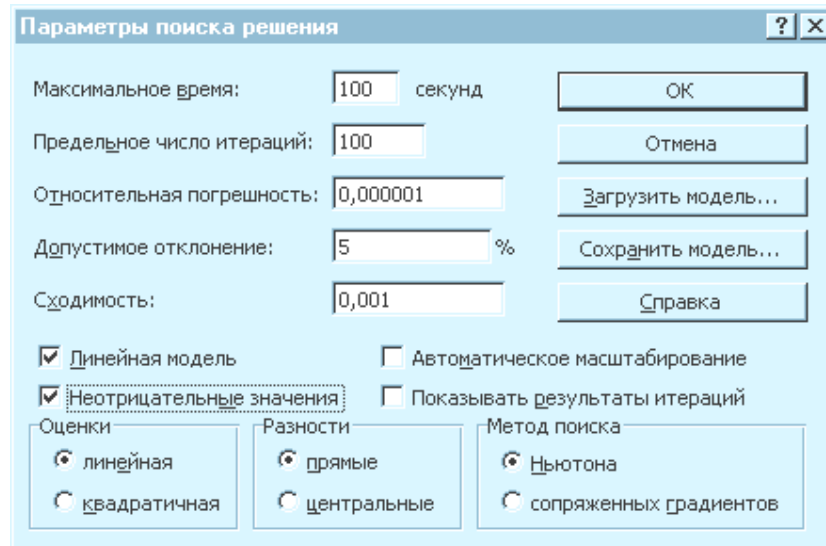 Параметры поиска решения
Максимальное время: 100 секунд OK
Предельное число итераций: 100 Отмена
Относительная погрешность: 0,000001 Загрузить модель...
Допустимое отклонение: 5 % Сохранить модель...
Сходимость: 0,001 Справка
Линейная модель Автоматическое масштабирование
Неотрицательные значения Показывать результаты итераций
Оценки Разности Метод поиска
линейная прямые Ньютона
квадратичная центральные сопряженных градиентов